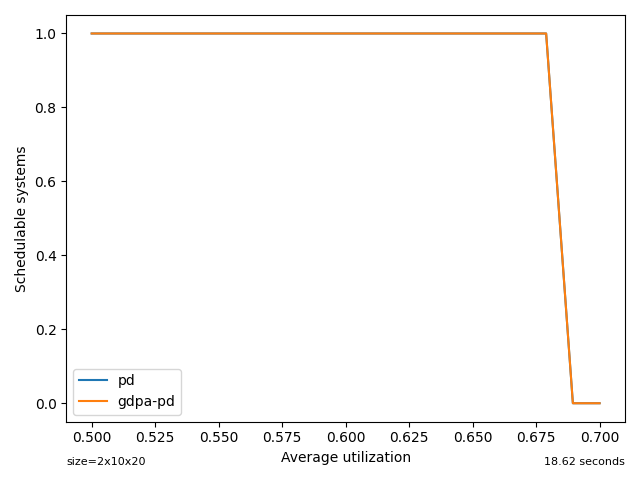 1.0
0.8
0.6
0.4
0.2
0.0
Schedulable systems
pd
gdpa-pd
0.500 0.525 0.550 0.575 0.600 0.625 0.650 0.675 0.700
Average utilization
size=2x10x20
18.62 seconds